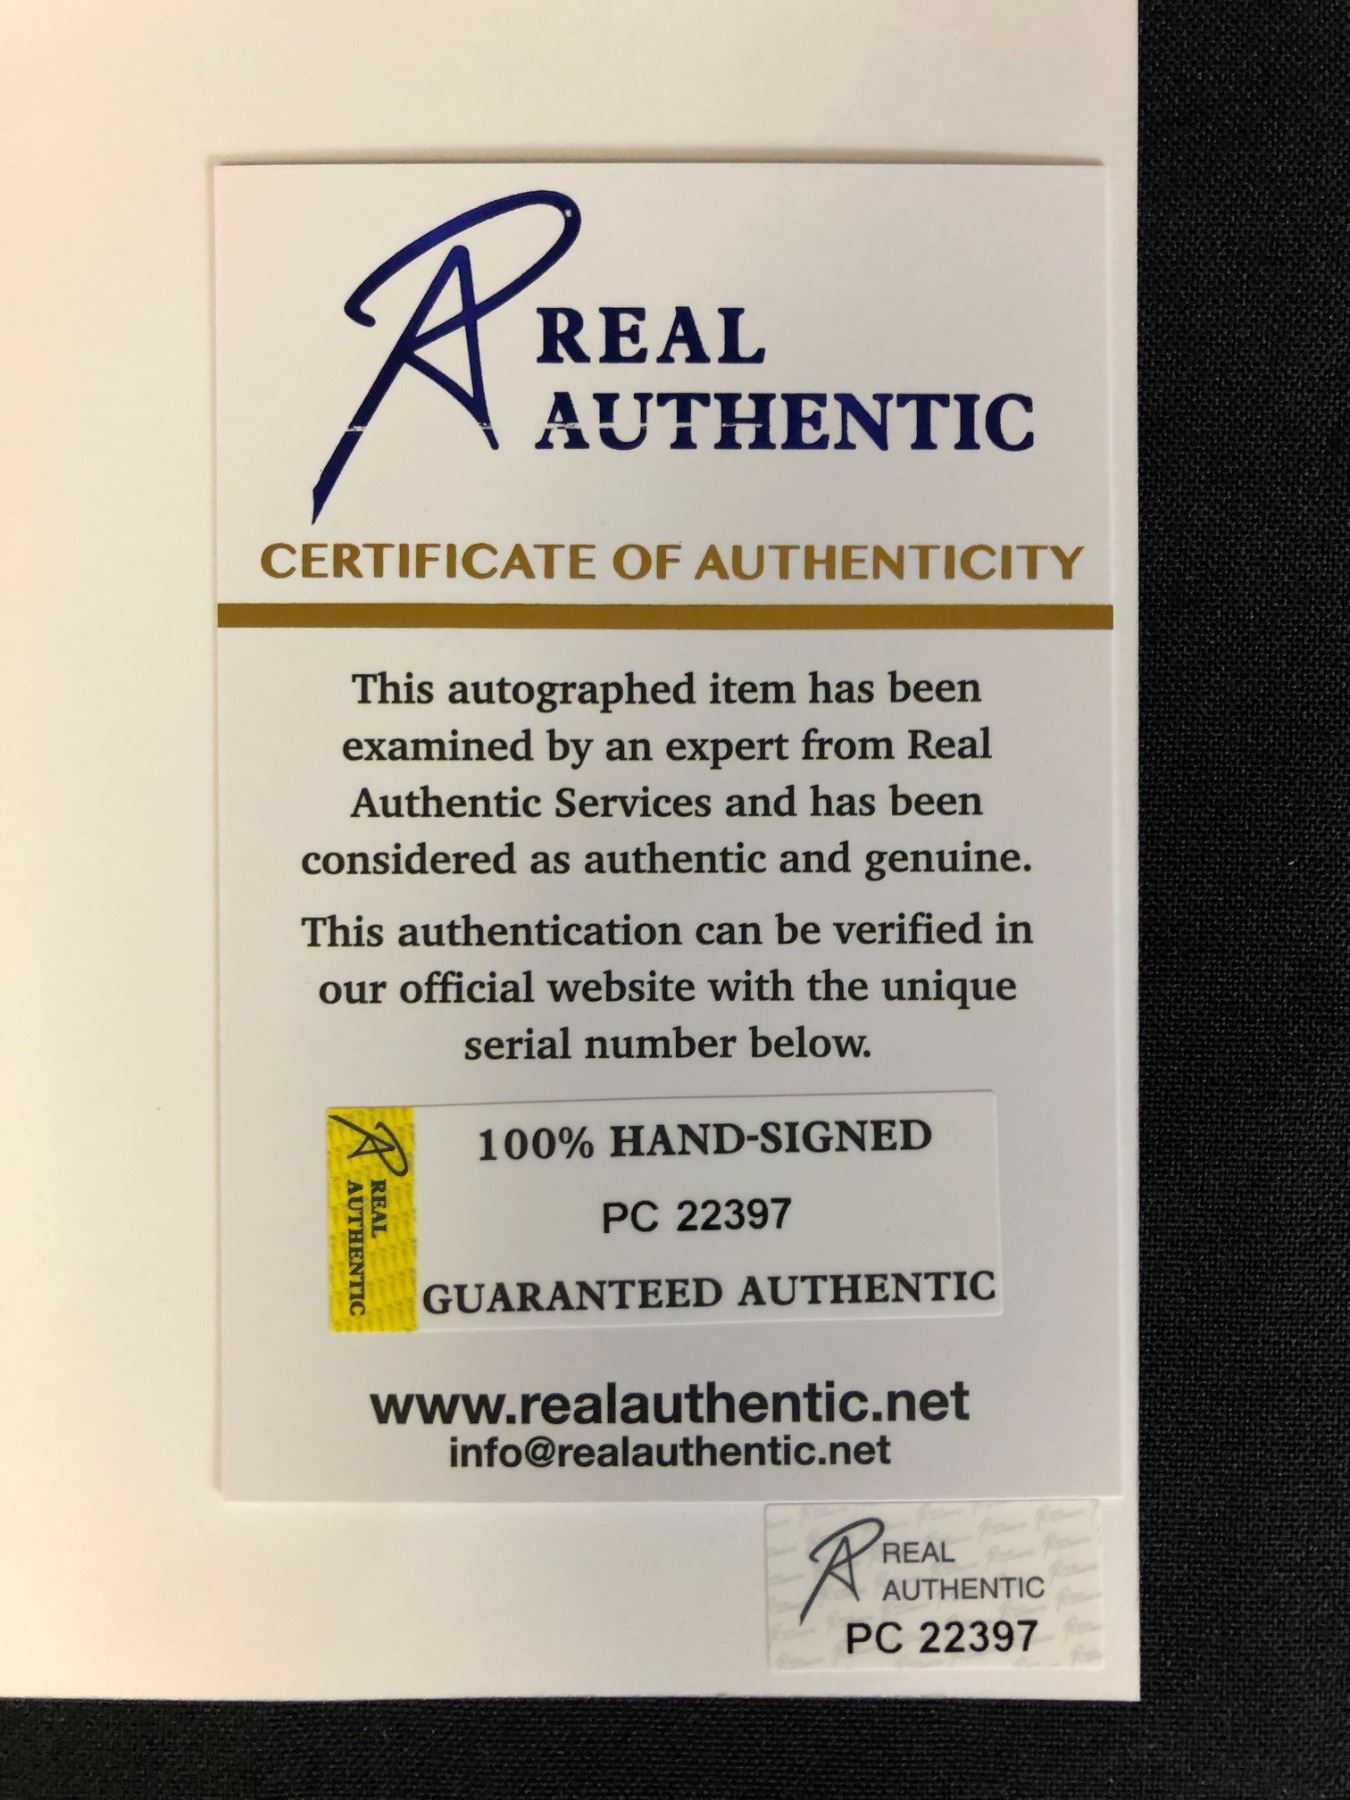 REAL
AUTHENTIC
CERTIFICATE OF AUTHENTICITY
This autographed item has been
examined by an expert from Real
Authentic Services and has been
considered as authentic and genuine.
This authentication can be verified in
our official website with the unique
serial number below.
REAL
AUTHENTIC
100% HAND-SIGNED
PC 22397
GUARANTEED AUTHENTIC
www.realauthentic.net
info@realauthentic.net
REAL
AUTHENTIC
PC 22397